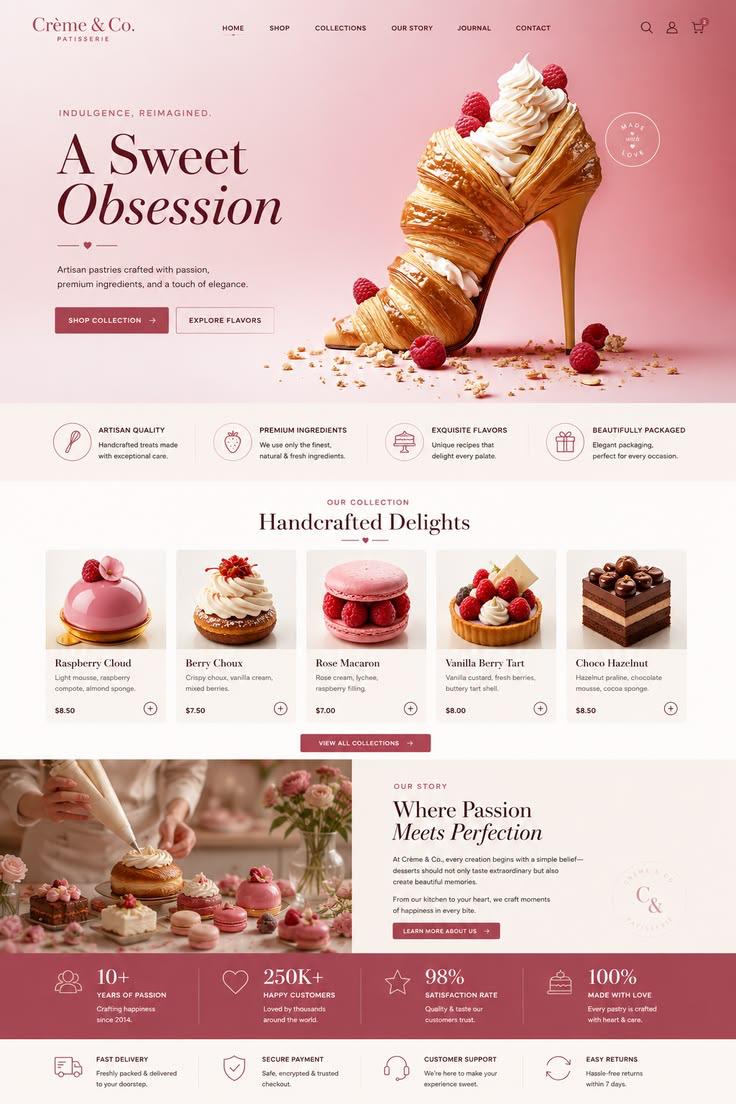 Crème & Co.
PATISSERIE
HOME SHOP COLLECTIONS OUR STORY JOURNAL CONTACT
INDULGENCE, REIMAGINED.
A Sweet
Obsession
Artisan pastries crafted with passion,
premium ingredients, and a touch of elegance.
SHOP COLLECTION → EXPLORE FLAVORS
MADE
with
LOVE
ARTISAN QUALITY
Handcrafted treats made
with exceptional care.
PREMIUM INGREDIENTS
We use only the finest,
natural & fresh ingredients.
EXQUISITE FLAVORS
Unique recipes that
delight every palate.
BEAUTIFULLY PACKAGED
Elegant packaging,
perfect for every occasion.
OUR COLLECTION
Handcrafted Delights
Raspberry Cloud
Light mousse, raspberry
compote, almond sponge.
$8.50
Berry Choux
Crispy choux, vanilla cream,
mixed berries.
$7.50
Rose Macaron
Rose cream, lychee,
raspberry filling.
$7.00
Vanilla Berry Tart
Vanilla custard, fresh berries,
buttery tart shell.
$8.00
Choco Hazelnut
Hazelnut praline, chocolate
mousse, cocoa sponge.
$8.50
VIEW ALL COLLECTIONS →
OUR STORY
Where Passion
Meets Perfection
At Crème & Co., every creation begins with a simple belief—
desserts should not only taste extraordinary but also
create beautiful memories.
From our kitchen to your heart, we craft moments
of happiness in every bite.
LEARN MORE ABOUT US →
CRÈME & CO
C&
PATISSERIE
10+
YEARS OF PASSION
Crafting happiness
since 2014.
250K+
HAPPY CUSTOMERS
Loved by thousands
around the world.
98%
SATISFACTION RATE
Quality & taste our
customers trust.
100%
MADE WITH LOVE
Every pastry is crafted
with heart & care.
FAST DELIVERY
Freshly packed & delivered
to your doorstep.
SECURE PAYMENT
Safe, encrypted & trusted
checkout.
CUSTOMER SUPPORT
We're here to make your
experience sweet.
EASY RETURNS
Hassle-free returns
within 7 days.